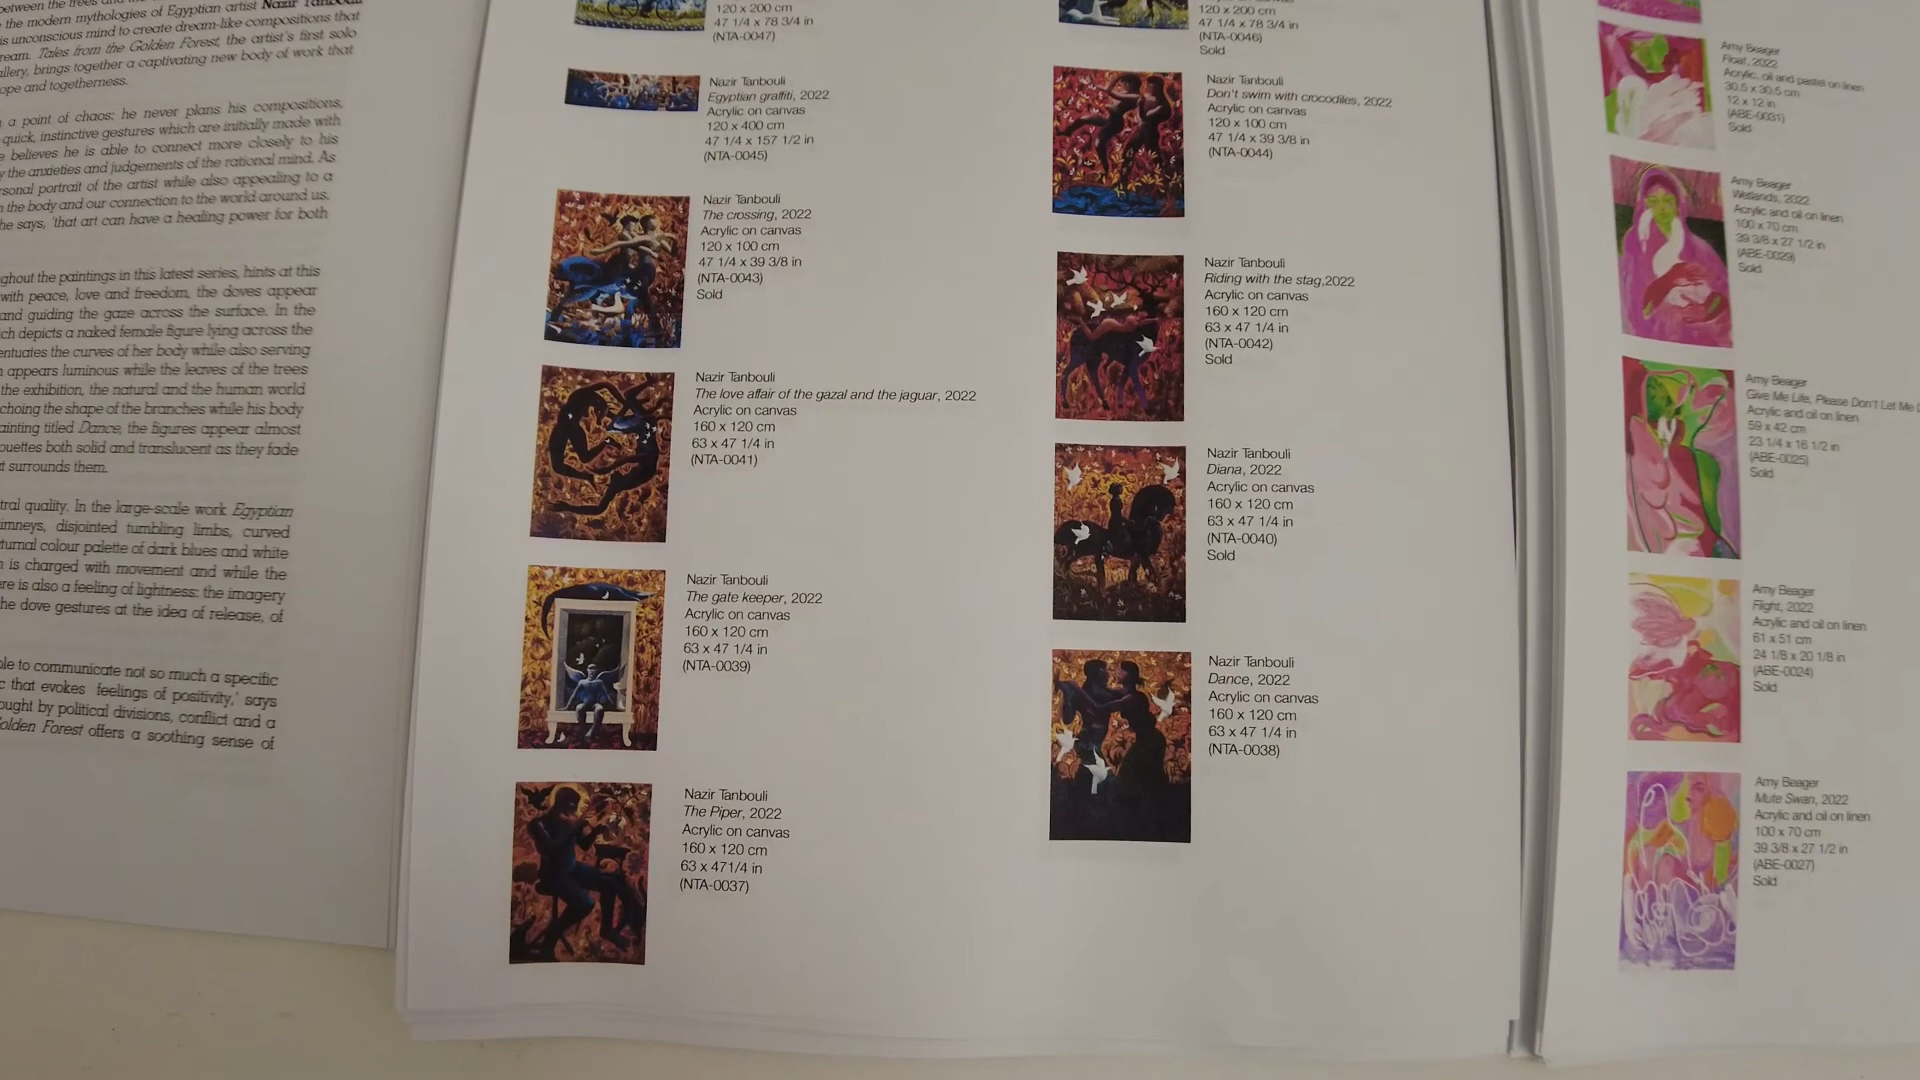 between the trees and the
the modern mythologies of Egyptian artist Nazir Tanbouli
is unconscious mind to create dream-like compositions that
ream. Tales from the Golden Forest, the artist's first solo
allery, brings together a captivating new body of work that
ope and togetherness.
a point of chaos: he never plans his compositions,
quick, instinctive gestures which are initially made with
e believes he is able to connect more closely to his
y the anxieties and judgements of the rational mind. As
rsonal portrait of the artist while also appealing to a
n the body and our connection to the world around us.
he says, 'that art can have a healing power for both
ghout the paintings in this latest series, hints at this
with peace, love and freedom, the doves appear
and guiding the gaze across the surface. In the
ch depicts a naked female figure lying across the
entuates the curves of her body while also serving
n appears luminous while the leaves of the trees
the exhibition, the natural and the human world
choing the shape of the branches while his body
ainting titled Dance, the figures appear almost
ouettes both solid and translucent as they fade
t surrounds them.
tral quality. In the large-scale work Egyptian
imneys, disjointed tumbling limbs, curved
turnal colour palette of dark blues and white
n is charged with movement and while the
ere is also a feeling of lightness: the imagery
he dove gestures at the idea of release, of
ble to communicate not so much a specific
c that evokes feelings of positivity,' says
ought by political divisions, conflict and a
Golden Forest offers a soothing sense of
120 x 200 cm
47 1/4 x 78 3/4 in
(NTA-0047)
Nazir Tanbouli
Egyptian graffiti, 2022
Acrylic on canvas
120 x 400 cm
47 1/4 x 157 1/2 in
(NTA-0045)
Nazir Tanbouli
The crossing, 2022
Acrylic on canvas
120 x 100 cm
47 1/4 x 39 3/8 in
(NTA-0043)
Sold
Nazir Tanbouli
The love affair of the gazal and the jaguar, 2022
Acrylic on canvas
160 x 120 cm
63 x 47 1/4 in
(NTA-0041)
Nazir Tanbouli
The gate keeper, 2022
Acrylic on canvas
160 x 120 cm
63 x 47 1/4 in
(NTA-0039)
Nazir Tanbouli
The Piper, 2022
Acrylic on canvas
160 x 120 cm
63 x 471/4 in
(NTA-0037)
120 x 200 cm
47 1/4 x 78 3/4 in
(NTA-0046)
Sold
Nazir Tanbouli
Don't swim with crocodiles, 2022
Acrylic on canvas
120 x 100 cm
47 1/4 x 39 3/8 in
(NTA-0044)
Nazir Tanbouli
Riding with the stag,2022
Acrylic on canvas
160 x 120 cm
63 x 47 1/4 in
(NTA-0042)
Sold
Nazir Tanbouli
Diana, 2022
Acrylic on canvas
160 x 120 cm
63 x 47 1/4 in
(NTA-0040)
Sold
Nazir Tanbouli
Dance, 2022
Acrylic on canvas
160 x 120 cm
63 x 47 1/4 in
(NTA-0038)
Amy Beager
Float, 2022
Acrylic, oil and pastel on linen
30.5 x 30.5 cm
12 x 12 in
(ABE-0031)
Sold
Amy Beager
Wetlands, 2022
Acrylic and oil on linen
100 x 70 cm
39 3/8 x 27 1/2 in
(ABE-0029)
Sold
Amy Beager
Give Me Life, Please Don't Let Me
Acrylic and oil on linen
59 x 42 cm
23 1/4 x 16 1/2 in
(ABE-0025)
Sold
Amy Beager
Flight, 2022
Acrylic and oil on linen
61 x 51 cm
24 1/8 x 20 1/8 in
(ABE-0024)
Sold
Amy Beager
Mute Swan, 2022
Acrylic and oil on linen
100 x 70 cm
39 3/8 x 27 1/2 in
(ABE-0027)
Sold